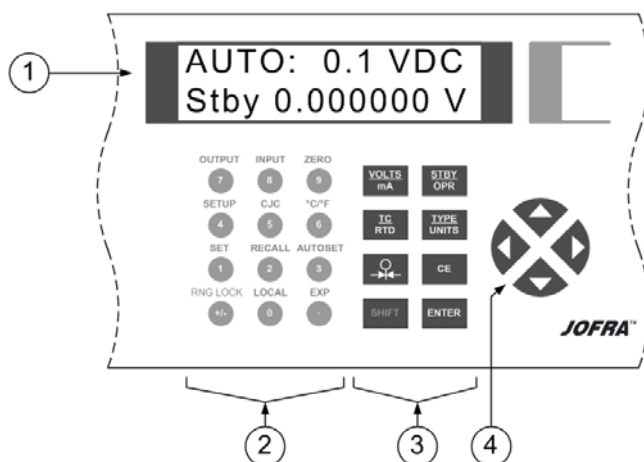 1
AUTO: 0.1 VDC
Stby 0.000000 V
OUTPUT INPUT ZERO
7 8 9
SETUP CJC °C/°F
4 5 6
SET RECALL AUTOSET
1 2 3
RNG LOCK LOCAL EXP
+/- 0 .
VOLTS
mA
STBY
OPR
TC
RTD
TYPE
UNITS
CE
SHIFT
ENTER
JOFRA™
2
3
4